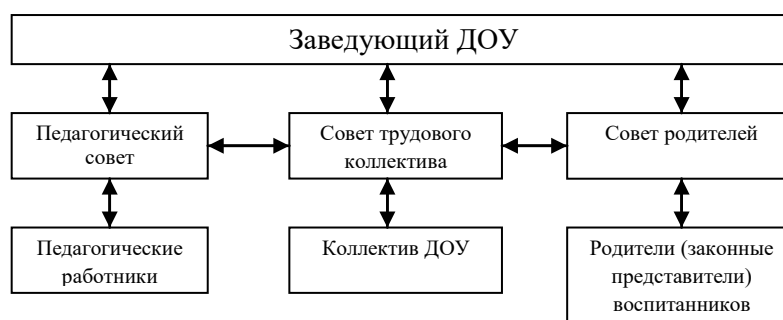 Заведующий ДОУ
Педагогический
совет
Совет трудового
коллектива
Совет родителей
Педагогические
работники
Коллектив ДОУ
Родители (законные
представители)
воспитанников